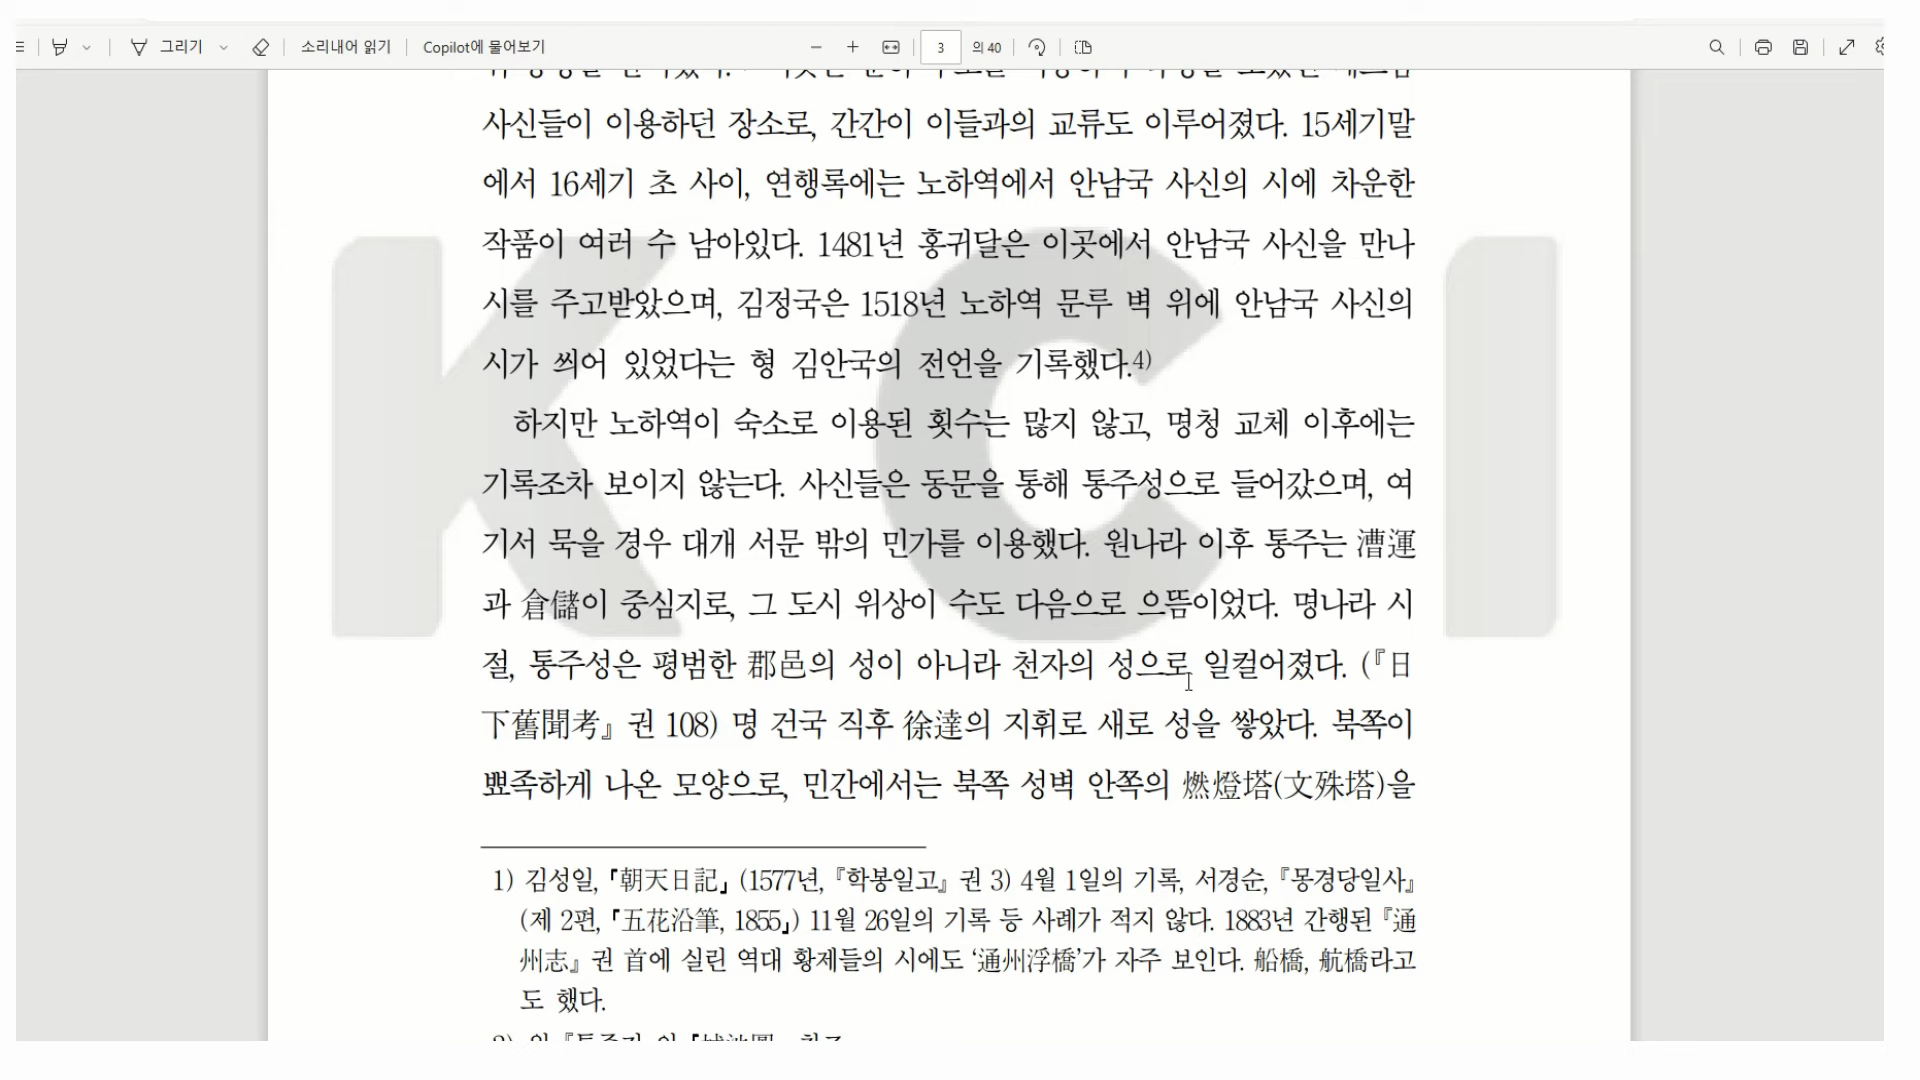 그리기 소리내어 읽기 Copilot에 물어보기 3 의 40
사신들이 이용하던 장소로, 간간이 이들과의 교류도 이루어졌다. 15세기말
에서 16세기 초 사이, 연행록에는 노하역에서 안남국 사신의 시에 차운한
작품이 여러 수 남아있다. 1481년 홍귀달은 이곳에서 안남국 사신을 만나
시를 주고받았으며, 김정국은 1518년 노하역 문루 벽 위에 안남국 사신의
시가 씌어 있었다는 형 김안국의 전언을 기록했다.4)
하지만 노하역이 숙소로 이용된 횟수는 많지 않고, 명청 교체 이후에는
기록조차 보이지 않는다. 사신들은 동문을 통해 통주성으로 들어갔으며, 여
기서 묵을 경우 대개 서문 밖의 민가를 이용했다. 원나라 이후 통주는 漕運
과 倉儲이 중심지로, 그 도시 위상이 수도 다음으로 으뜸이었다. 명나라 시
절, 통주성은 평범한 郡邑의 성이 아니라 천자의 성으로 일컬어졌다. (『日
下舊聞考』 권 108) 명 건국 직후 徐達의 지휘로 새로 성을 쌓았다. 북쪽이
뾰족하게 나온 모양으로, 민간에서는 북쪽 성벽 안쪽의 燃燈塔(文殊塔)을
1) 김성일, 「朝天日記」 (1577년, 『학봉일고』 권 3) 4월 1일의 기록, 서경순, 『몽경당일사』
(제 2편, 「五花沿筆, 1855」) 11월 26일의 기록 등 사례가 적지 않다. 1883년 간행된 『通
州志』 권 首에 실린 역대 황제들의 시에도 ‘通州浮橋’가 자주 보인다. 船橋, 航橋라고
도 했다.
KCI